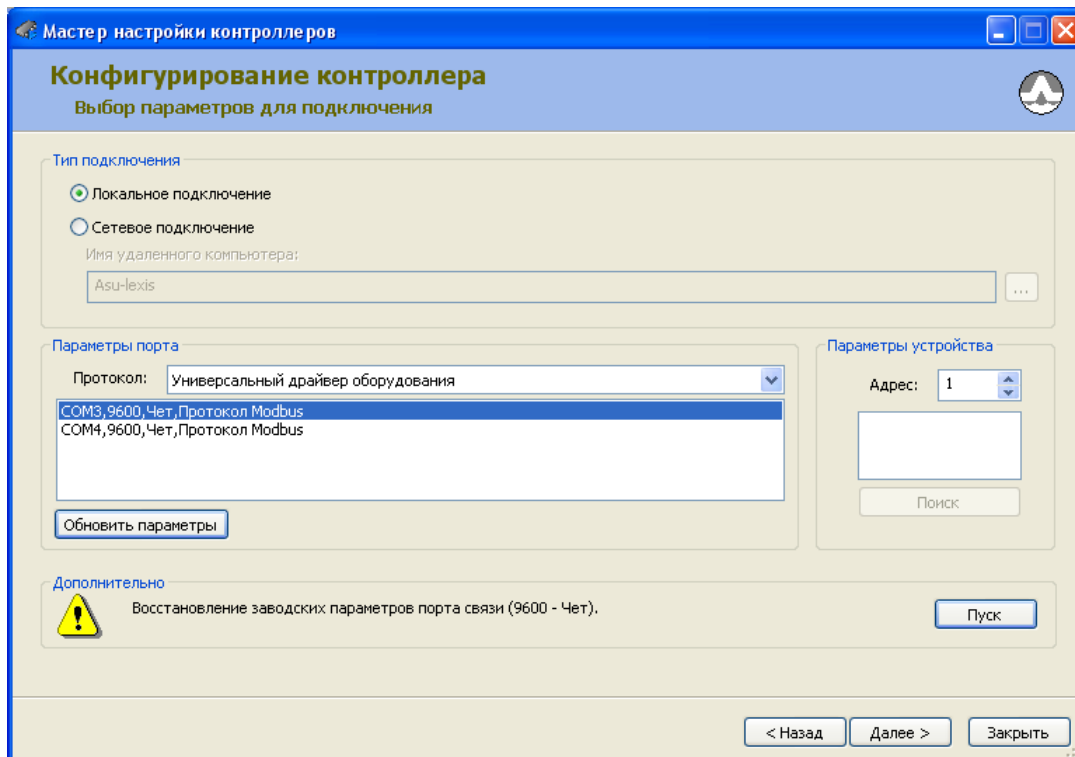 Мастер настройки контроллеров
Конфигурирование контроллера
Выбор параметров для подключения
Тип подключения
Локальное подключение
Сетевое подключение
Имя удаленного компьютера:
Asu-lexis
...
Параметры порта
Протокол: Универсальный драйвер оборудования
COM3,9600,Чет,Протокол Modbus
COM4,9600,Чет,Протокол Modbus
Обновить параметры
Параметры устройства
Адрес: 1
Поиск
Дополнительно
Восстановление заводских параметров порта связи (9600 - Чет).
Пуск
< Назад Далее > Закрыть